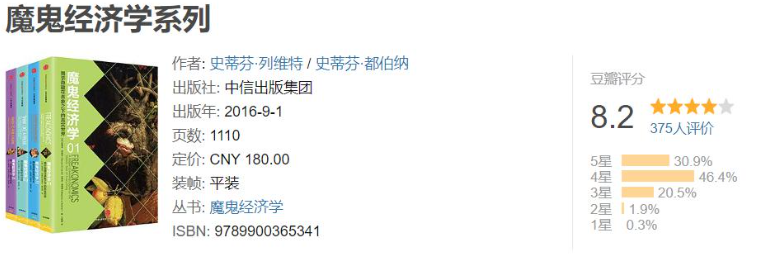 魔鬼经济学系列
作者: 史蒂芬·列维特 / 史蒂芬·都伯纳
出版社: 中信出版集团
出版年: 2016-9-1
页数: 1110
定价: CNY 180.00
装帧: 平装
丛书: 魔鬼经济学
ISBN: 9789900365341
豆瓣评分
8.2
375人评价
5星 30.9%
4星 46.4%
3星 20.5%
2星 1.9%
1星 0.3%
魔鬼经济学 01
FREAKONOMICS